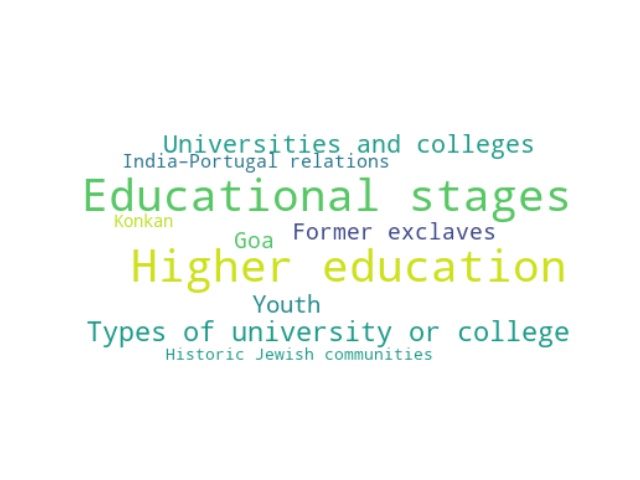 Universities and colleges
India–Portugal relations
Educational stages
Konkan
Former exclaves
Goa
Higher education
Youth
Types of university or college
Historic Jewish communities